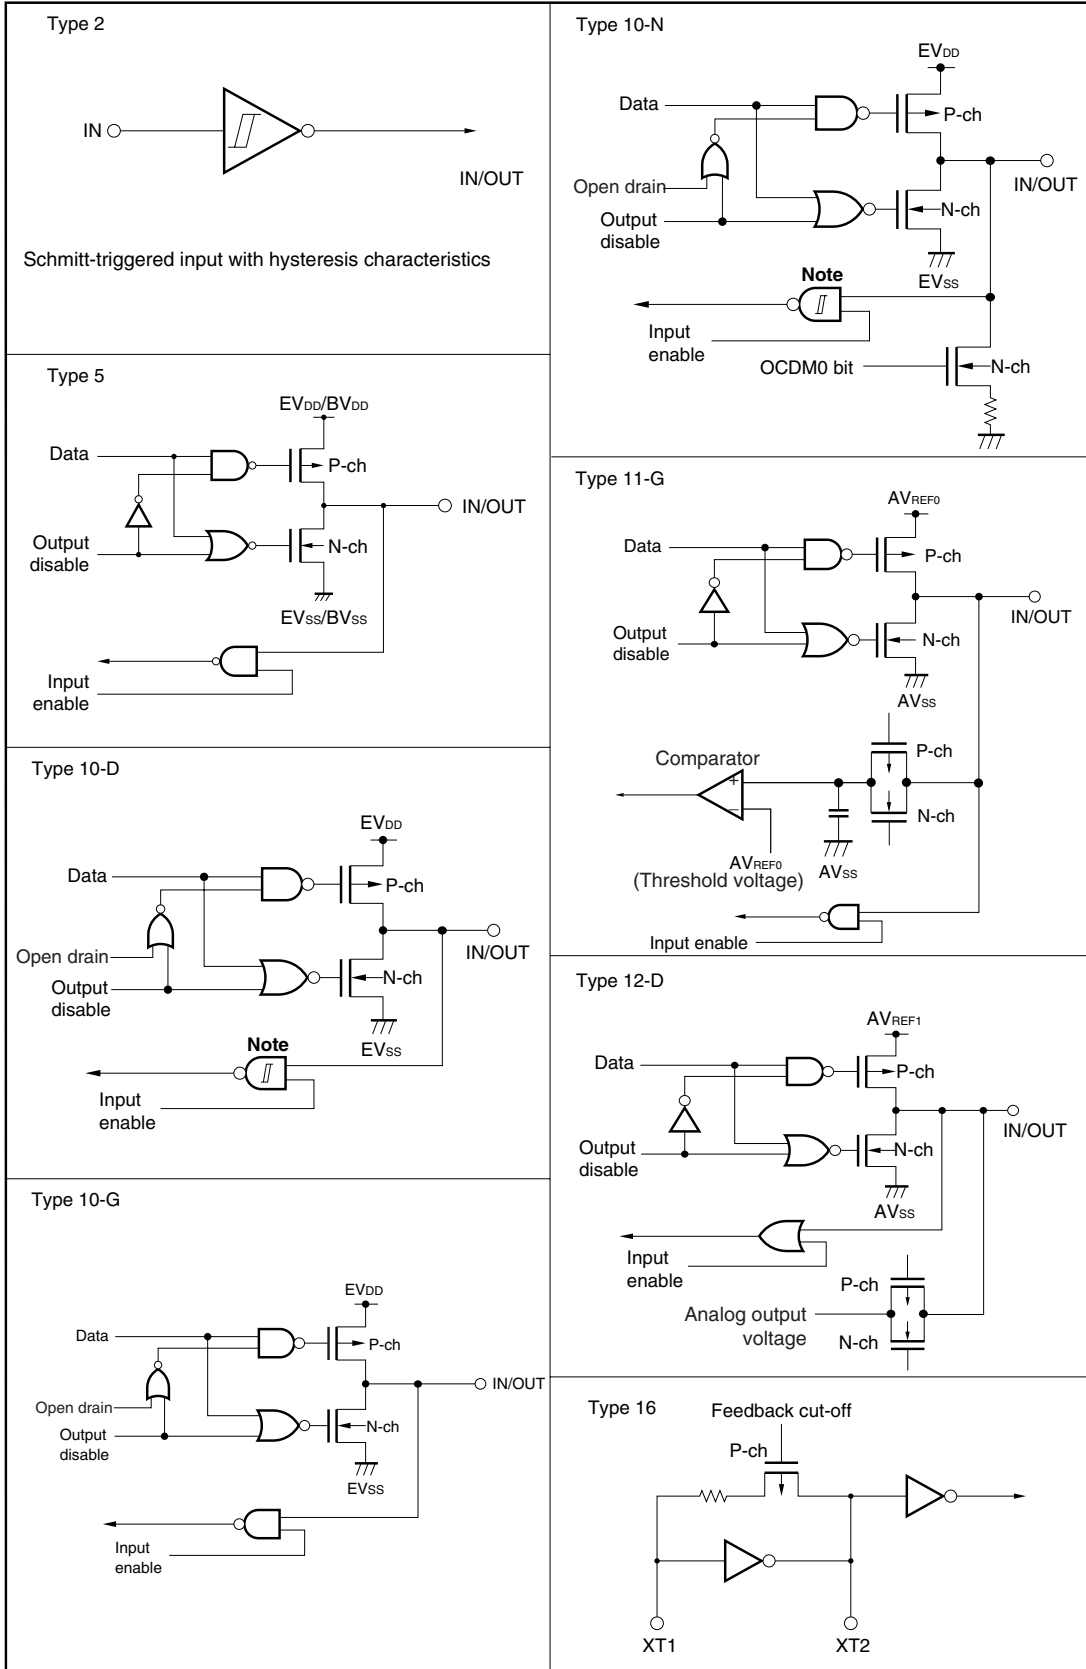 Type 2
IN
IN/OUT
Schmitt-triggered input with hysteresis characteristics
Type 5
EVDD/BVDD
Data
P-ch
IN/OUT
Output
disable
N-ch
EVSS/BVSS
Input
enable
Type 10-D
EVDD
Data
P-ch
Open drain
IN/OUT
Output
disable
N-ch
EVSS
Note
Input
enable
Type 10-G
EVDD
Data
P-ch
IN/OUT
Open drain
Output
disable
N-ch
EVSS
Input
enable
Type 10-N
EVDD
Data
P-ch
Open drain
IN/OUT
Output
disable
N-ch
EVSS
Note
Input
enable
OCDM0 bit
N-ch
Type 11-G
AVREF0
Data
P-ch
IN/OUT
Output
disable
N-ch
AVSS
P-ch
Comparator
+
−
N-ch
AVREF0
(Threshold voltage)
AVSS
Input enable
Type 12-D
AVREF1
Data
P-ch
IN/OUT
Output
disable
N-ch
AVSS
Input
enable
P-ch
Analog output
voltage
N-ch
Type 16
Feedback cut-off
P-ch
XT1
XT2